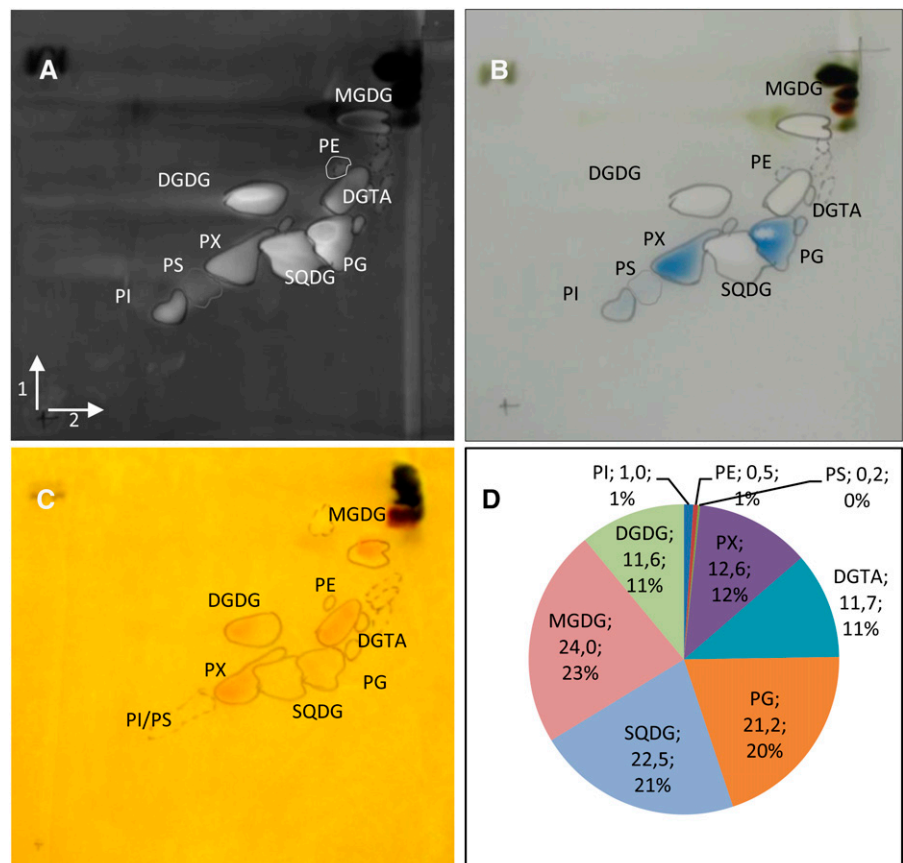 A
MGDG
PE
DGDG
DGTA
PX
PS
PG
SQDG
PI
1
2
B
MGDG
PE
DGDG
DGTA
PX
PS
PG
SQDG
PI
C
MGDG
PE
DGDG
DGTA
PX
PG
SQDG
PI/PS
D
PI; 1,0;
1%
PE; 0,5;
1%
PS; 0,2;
0%
DGDG;
11,6;
11%
PX;
12,6;
12%
DGTA;
11,7;
11%
MGDG;
24,0;
23%
PG;
21,2;
20%
SQDG;
22,5;
21%